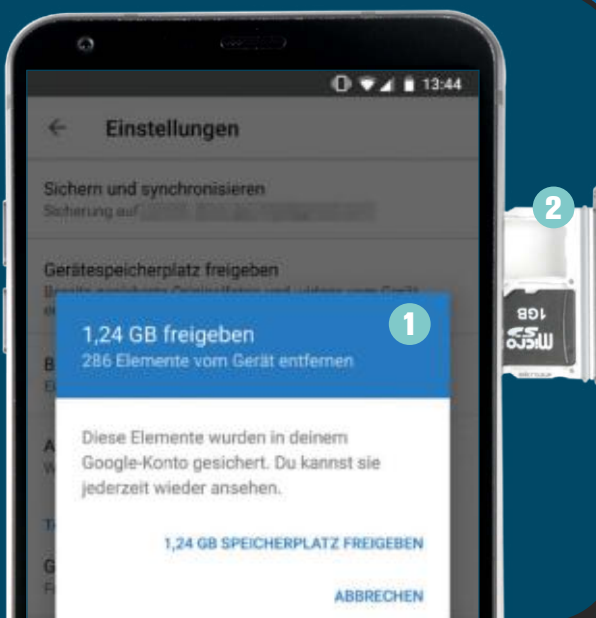 13:44
Einstellungen
Sichern und synchronisieren
Sicherung auf
Gerätespeicherplatz freigeben
1
2
1,24 GB freigeben
286 Elemente vom Gerät entfernen
1GB
Micro
SD
Diese Elemente wurden in deinem
Google-Konto gesichert. Du kannst sie
jederzeit wieder ansehen.
1,24 GB SPEICHERPLATZ FREIGEBEN
ABBRECHEN